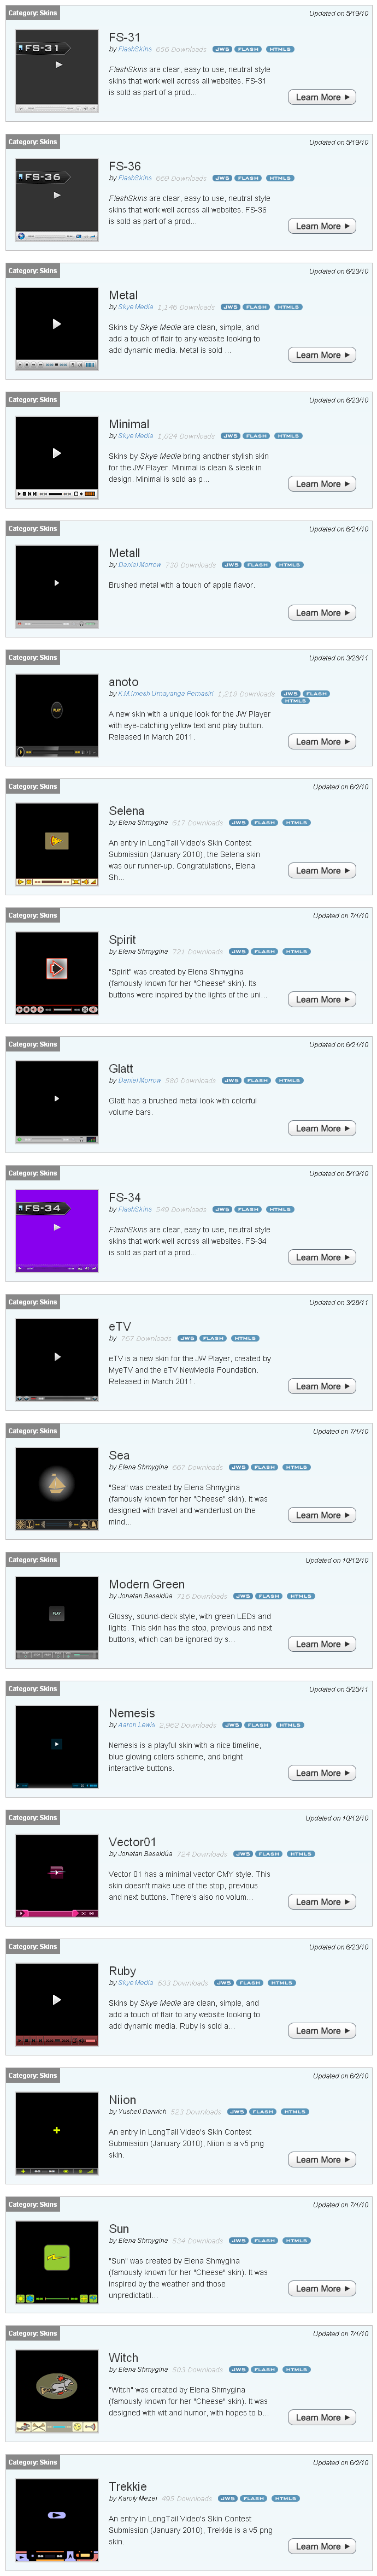 Category: Skins
Updated on 5/19/10
FS-31
FS-31
by FlashSkins 656 Downloads JW5 FLASH HTML5
FlashSkins are clear, easy to use, neutral style
skins that work well across all websites. FS-31
is sold as part of a prod...
Learn More
Category: Skins
Updated on 5/19/10
FS-36
FS-36
by FlashSkins 669 Downloads JW5 FLASH HTML5
FlashSkins are clear, easy to use, neutral style
skins that work well across all websites. FS-36
is sold as part of a prod...
Learn More
Category: Skins
Updated on 6/23/10
Metal
by Skye Media 1,146 Downloads JW5 FLASH HTML5
Skins by Skye Media are clean, simple, and
add a touch of flair to any website looking to
add dynamic media. Metal is sold ...
Learn More
Category: Skins
Updated on 6/23/10
Minimal
by Skye Media 1,024 Downloads JW5 FLASH HTML5
Skins by Skye Media bring another stylish skin
for the JW Player. Minimal is clean & sleek in
design. Minimal is sold as p...
Learn More
Category: Skins
Updated on 6/21/10
Metall
by Daniel Morrow 730 Downloads JW5 FLASH HTML5
Brushed metal with a touch of apple flavor.
Learn More
Category: Skins
Updated on 3/28/11
anoto
by K.M.Imesh Umayanga Pemasiri 1,218 Downloads JW5 FLASH
HTML5
PLAY
A new skin with a unique look for the JW Player
with eye-catching yellow text and play button.
Released in March 2011.
Learn More
Category: Skins
Updated on 6/2/10
Selena
by Elena Shmygina 617 Downloads JW5 FLASH HTML5
An entry in LongTail Video's Skin Contest
Submission (January 2010), the Selena skin
was our runner-up. Congratulations, Elena
Sh...
Learn More
Category: Skins
Updated on 7/1/10
Spirit
by Elena Shmygina 721 Downloads JW5 FLASH HTML5
"Spirit" was created by Elena Shmygina
(famously known for her "Cheese" skin). Its
buttons were inspired by the lights of the uni...
Learn More
Category: Skins
Updated on 6/21/10
Glatt
by Daniel Morrow 580 Downloads JW5 FLASH HTML5
Glatt has a brushed metal look with colorful
volume bars.
Learn More
Category: Skins
Updated on 5/19/10
FS-34
FS-34
by FlashSkins 549 Downloads JW5 FLASH HTML5
FlashSkins are clear, easy to use, neutral style
skins that work well across all websites. FS-34
is sold as part of a prod...
Learn More
Category: Skins
Updated on 3/28/11
eTV
by 767 Downloads JW5 FLASH HTML5
eTV is a new skin for the JW Player, created by
MyeTV and the eTV NewMedia Foundation.
Released in March 2011.
Learn More
Category: Skins
Updated on 7/1/10
Sea
by Elena Shmygina 667 Downloads JW5 FLASH HTML5
"Sea" was created by Elena Shmygina
(famously known for her "Cheese" skin). It was
designed with travel and wanderlust on the
mind...
Learn More
Category: Skins
Updated on 10/12/10
Modern Green
by Jonatan Basaldúa 716 Downloads JW5 FLASH HTML5
PLAY
Glossy, sound-deck style, with green LEDs and
lights. This skin has the stop, previous and next
buttons, which can be ignored by s...
Learn More
Category: Skins
Updated on 5/25/11
Nemesis
by Aaron Lewis 2,962 Downloads JW5 FLASH HTML5
Nemesis is a playful skin with a nice timeline,
blue glowing colors scheme, and bright
interactive buttons.
Learn More
Category: Skins
Updated on 10/12/10
Vector01
by Jonatan Basaldúa 724 Downloads JW5 FLASH HTML5
Vector 01 has a minimal vector CMY style. This
skin doesn't make use of the stop, previous
and next buttons. There's also no volum...
Learn More
Category: Skins
Updated on 6/23/10
Ruby
by Skye Media 633 Downloads JW5 FLASH HTML5
Skins by Skye Media are clean, simple, and
add a touch of flair to any website looking to
add dynamic media. Ruby is sold a...
Learn More
Category: Skins
Updated on 6/2/10
Niion
by Yushell Darwich 523 Downloads JW5 FLASH HTML5
An entry in LongTail Video's Skin Contest
Submission (January 2010), Niion is a v5 png
skin.
Learn More
Category: Skins
Updated on 7/1/10
Sun
by Elena Shmygina 534 Downloads JW5 FLASH HTML5
"Sun" was created by Elena Shmygina
(famously known for her "Cheese" skin). It was
inspired by the weather and those
unpredictabl...
Learn More
Category: Skins
Updated on 7/1/10
Witch
by Elena Shmygina 503 Downloads JW5 FLASH HTML5
"Witch" was created by Elena Shmygina
(famously known for her "Cheese" skin). It was
designed with wit and humor, with hopes to b...
Learn More
Category: Skins
Updated on 6/2/10
Trekkie
by Karoly Mezei 495 Downloads JW5 FLASH HTML5
An entry in LongTail Video's Skin Contest
Submission (January 2010), Trekkie is a v5 png
skin.
Learn More